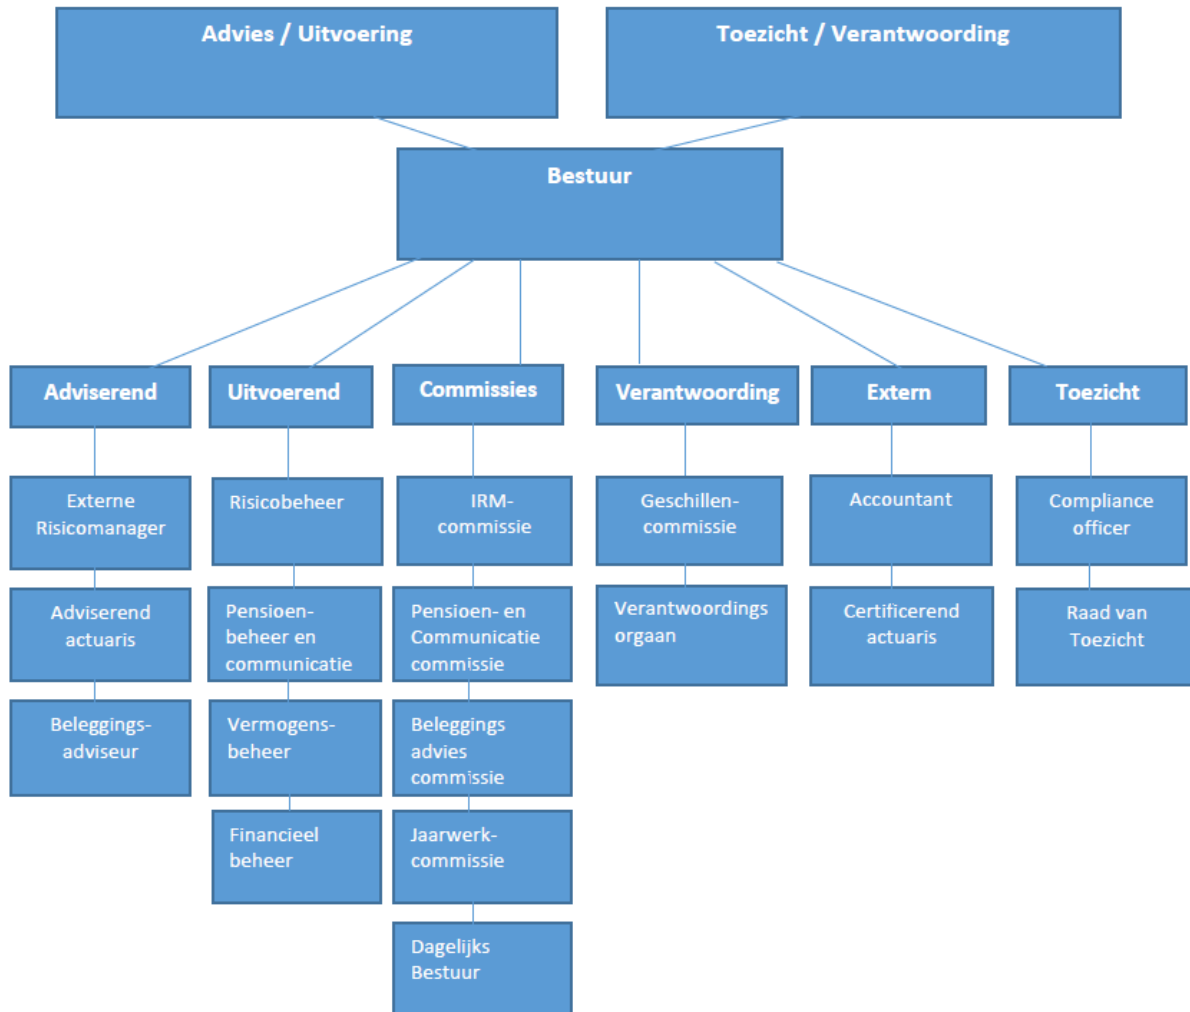 Advies / Uitvoering
Toezicht / Verantwoording
Bestuur
Adviserend
Uitvoerend
Commissies
Verantwoording
Extern
Toezicht
Externe
Risicomanager
Adviserend
actuaris
Beleggings-
adviseur
Risicobeheer
Pensioen-
beheer en
communicatie
Vermogens-
beheer
Financieel
beheer
IRM-
commissie
Pensioen- en
Communicatie
commissie
Beleggings
advies
commissie
Jaarwerk-
commissie
Dagelijks
Bestuur
Geschillen-
commissie
Verantwoordings
orgaan
Accountant
Certificerend
actuaris
Compliance
officer
Raad van
Toezicht